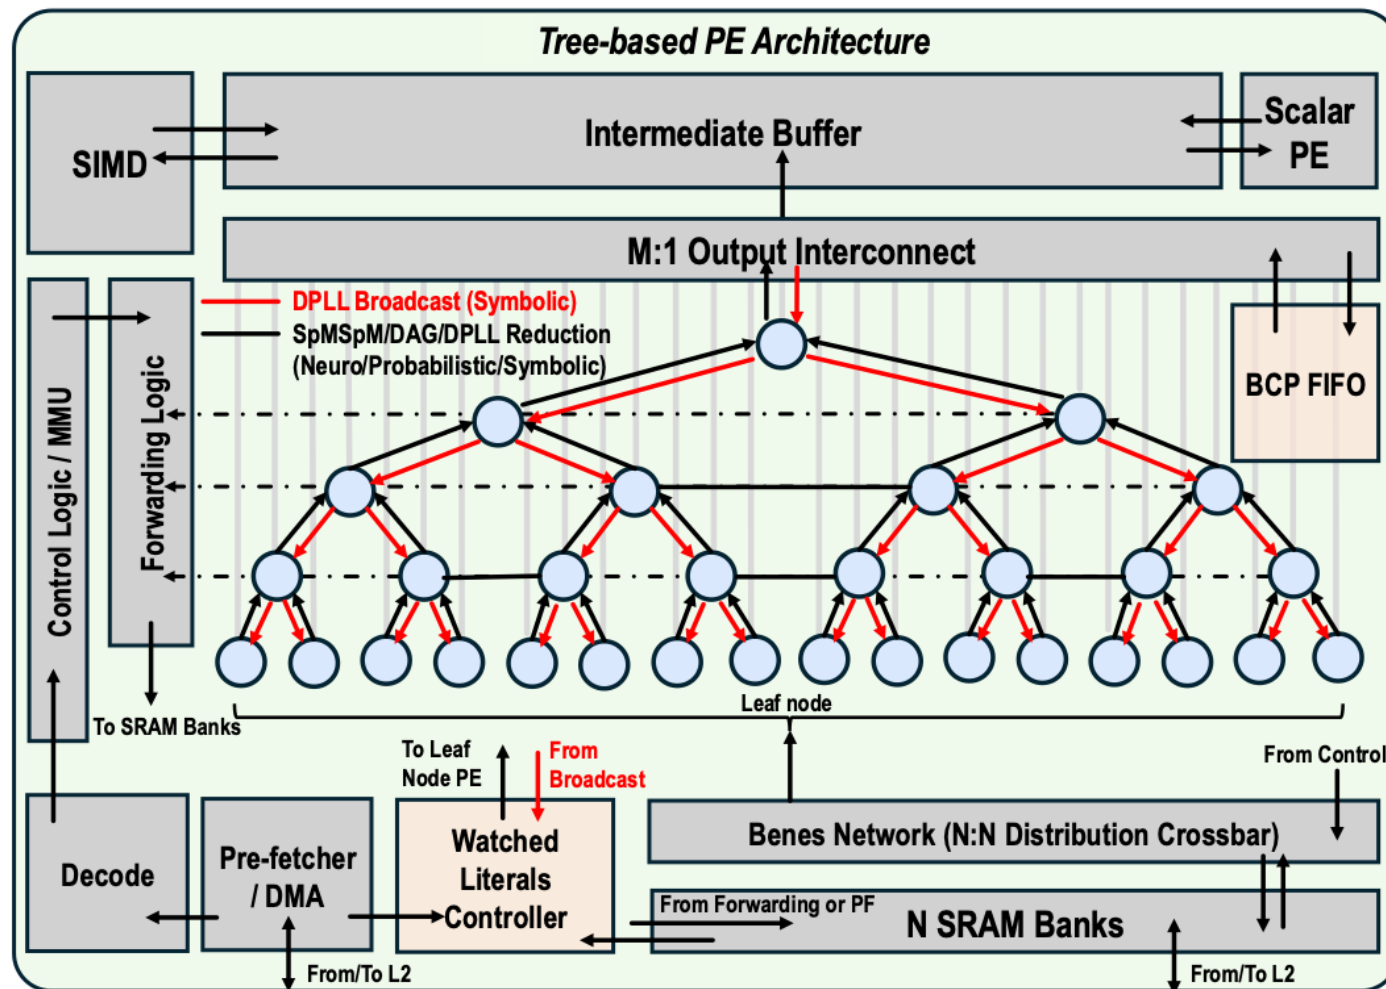 Tree-based PE Architecture
SIMD
Intermediate Buffer
Scalar
PE
M:1 Output Interconnect
DPLL Broadcast (Symbolic)
SpMSpM/DAG/DPLL Reduction
(Neuro/Probabilistic/Symbolic)
BCP FIFO
Control Logic / MMU
Forwarding Logic
To SRAM Banks
Leaf node
To Leaf
Node PE
From
Broadcast
From Control
Decode
Pre-fetcher
/ DMA
Watched
Literals
Controller
Benes Network (N:N Distribution Crossbar)
From Forwarding or PF
N SRAM Banks
From/To L2
From/To L2